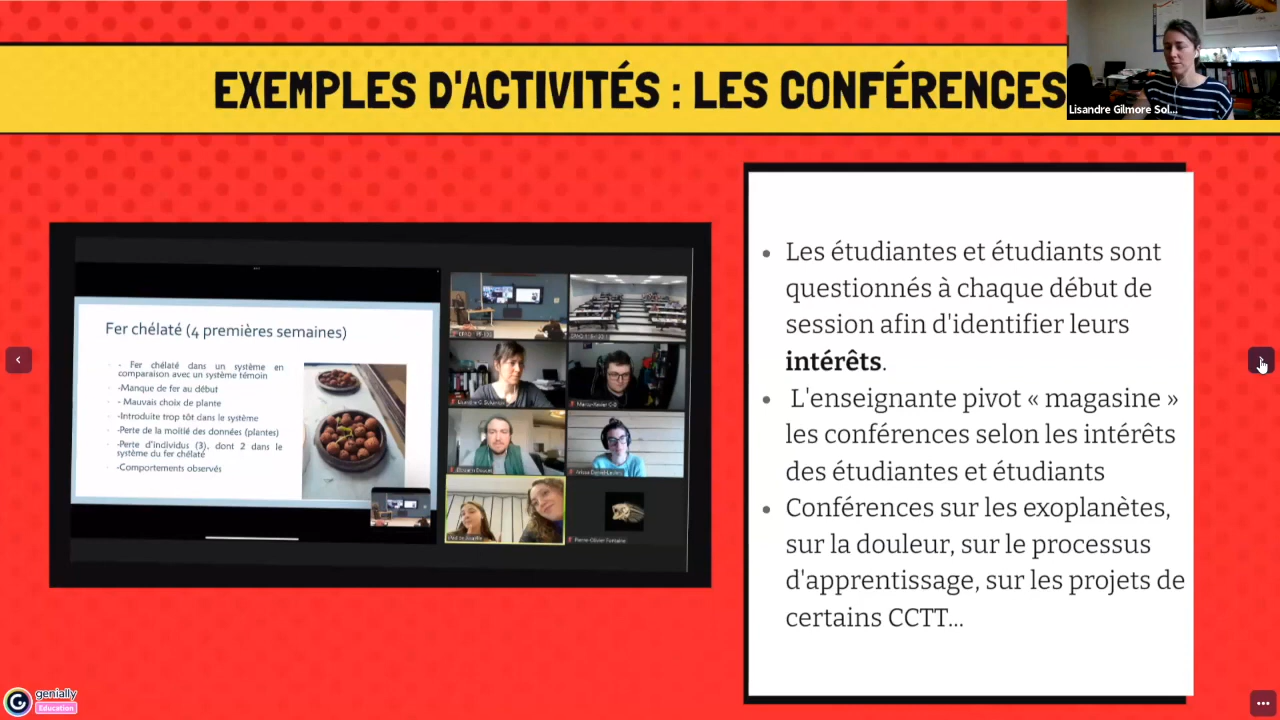 EXEMPLES D'ACTIVITÉS : LES CONFÉRENCES
Lisandre Gilmore Sol...
Fer chélaté (4 premières semaines)
- Fer chélaté dans un système en
comparaison avec un système témoin
-Manque de fer au début
- Mauvais choix de plante
-Introduite trop tôt dans le système
-Perte de la moitié des données (plantes)
-Perte d'individus (3), dont 2 dans le
système du fer chélaté
-Comportements observés
• Les étudiantes et étudiants sont
questionnés à chaque début de
session afin d'identifier leurs
intérêts.
• L'enseignante pivot « magasine »
les conférences selon les intérêts
des étudiantes et étudiants
• Conférences sur les exoplanètes,
sur la douleur, sur le processus
d'apprentissage, sur les projets de
certains CCTT...
genially
Education